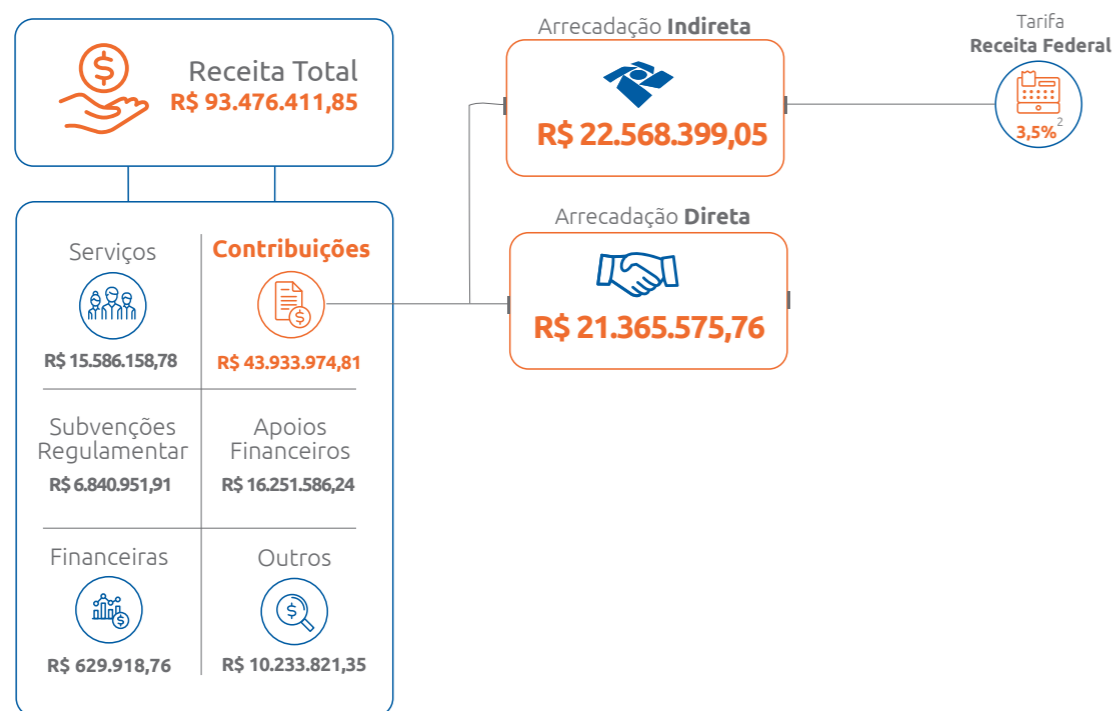 Receita Total
R$ 93.476.411,85
Serviços
R$ 15.586.158,78
Contribuições
R$ 43.933.974,81
Subvenções
Regulamentar
R$ 6.840.951,91
Apoios
Financeiros
R$ 16.251.586,24
Financeiras
R$ 629.918,76
Outros
R$ 10.233.821,35
Arrecadação Indireta
R$ 22.568.399,05
Arrecadação Direta
R$ 21.365.575,76
Tarifa
Receita Federal
3,5%2